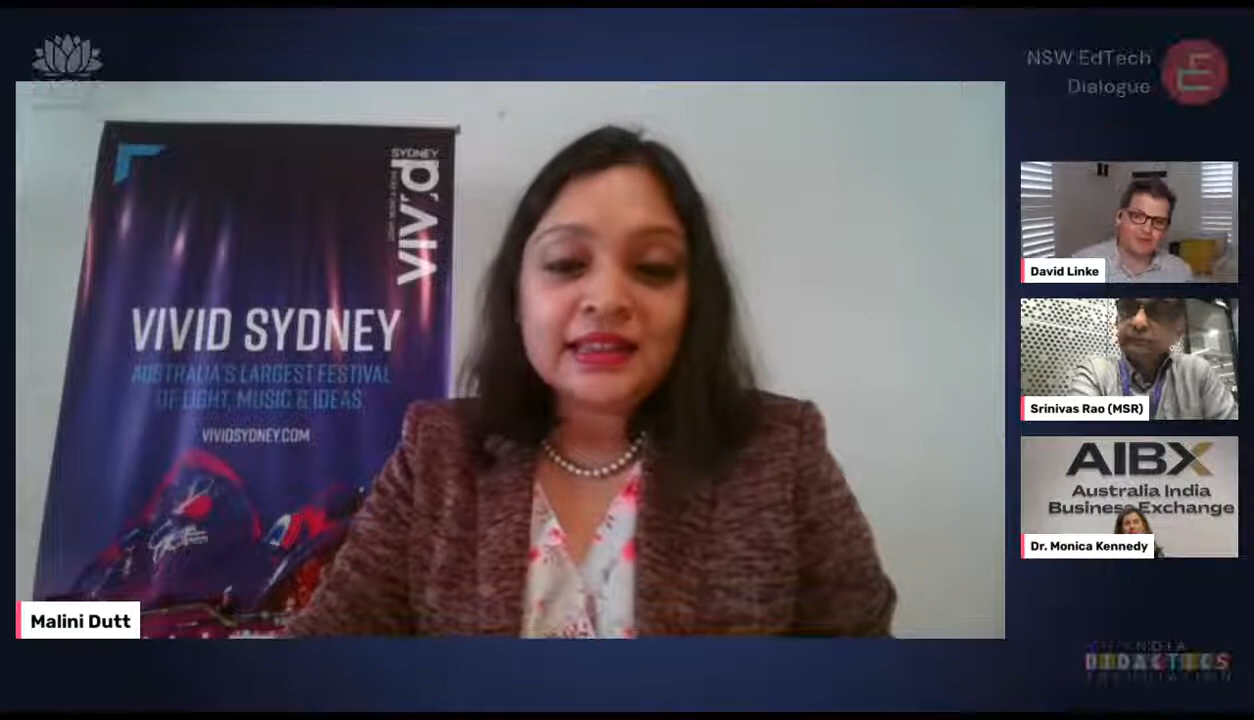 NSW EdTech
Dialogue
SYDNEY
VIVID
VIVID SYDNEY
AUSTRALIA'S LARGEST FESTIVAL
OF LIGHT, MUSIC & IDEAS
VIVIDSYDNEY.COM
Malini Dutt
David Linke
Srinivas Rao (MSR)
AIBX
Australia India
Business Exchange
Dr. Monica Kennedy
INDIA
DIDACTICS